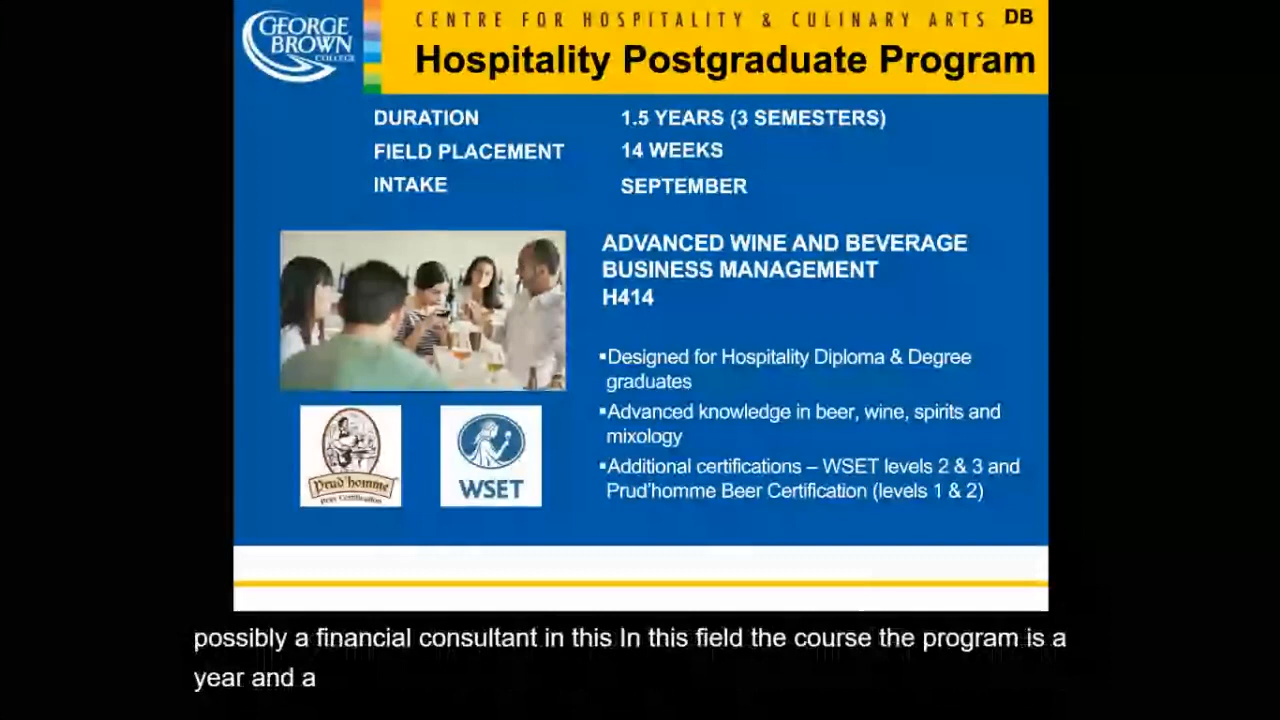 GEORGE
BROWN
COLLEGE
CENTRE FOR HOSPITALITY & CULINARY ARTS DB
Hospitality Postgraduate Program
DURATION 1.5 YEARS (3 SEMESTERS)
FIELD PLACEMENT 14 WEEKS
INTAKE SEPTEMBER
ADVANCED WINE AND BEVERAGE
BUSINESS MANAGEMENT
H414
▪Designed for Hospitality Diploma & Degree
graduates
▪Advanced knowledge in beer, wine, spirits and
mixology
▪Additional certifications – WSET levels 2 & 3 and
Prud'homme Beer Certification (levels 1 & 2)
Prud'homme
Beer Certification
WSET
possibly a financial consultant in this In this field the course the program is a
year and a